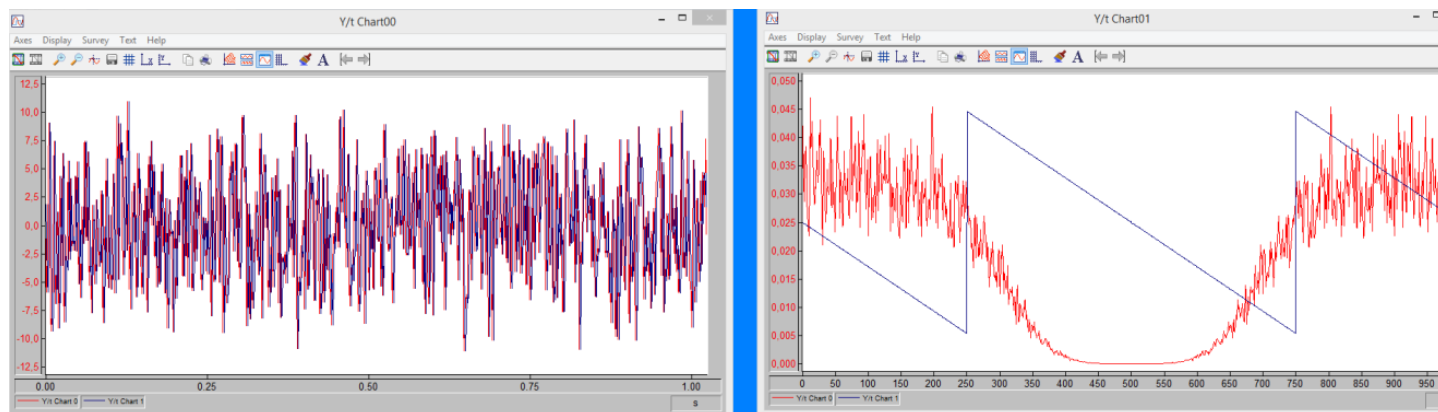 Y/t Chart00
Axes Display Survey Text Help
12,5
10,0
7,5
5,0
2,5
0,0
-2,5
-5,0
-7,5
-10,0
-12,5
0.00 0.25 0.50 0.75 1.00
Y/t Chart 0 Y/t Chart 1 s
Y/t Chart01
Axes Display Survey Text Help
0,050
0,045
0,040
0,035
0,030
0,025
0,020
0,015
0,010
0,005
0,000
0 50 100 150 200 250 300 350 400 450 500 550 600 650 700 750 800 850 900 950
Y/t Chart 0 Y/t Chart 1